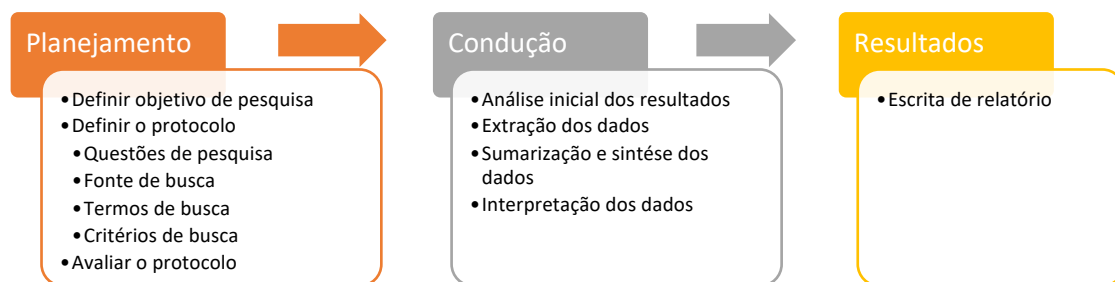 Planejamento
•Definir objetivo de pesquisa
•Definir o protocolo
•Questões de pesquisa
•Fonte de busca
•Termos de busca
•Critérios de busca
•Avaliar o protocolo
Condução
•Análise inicial dos resultados
•Extração dos dados
•Sumarização e sintése dos
dados
•Interpretação dos dados
Resultados
•Escrita de relatório